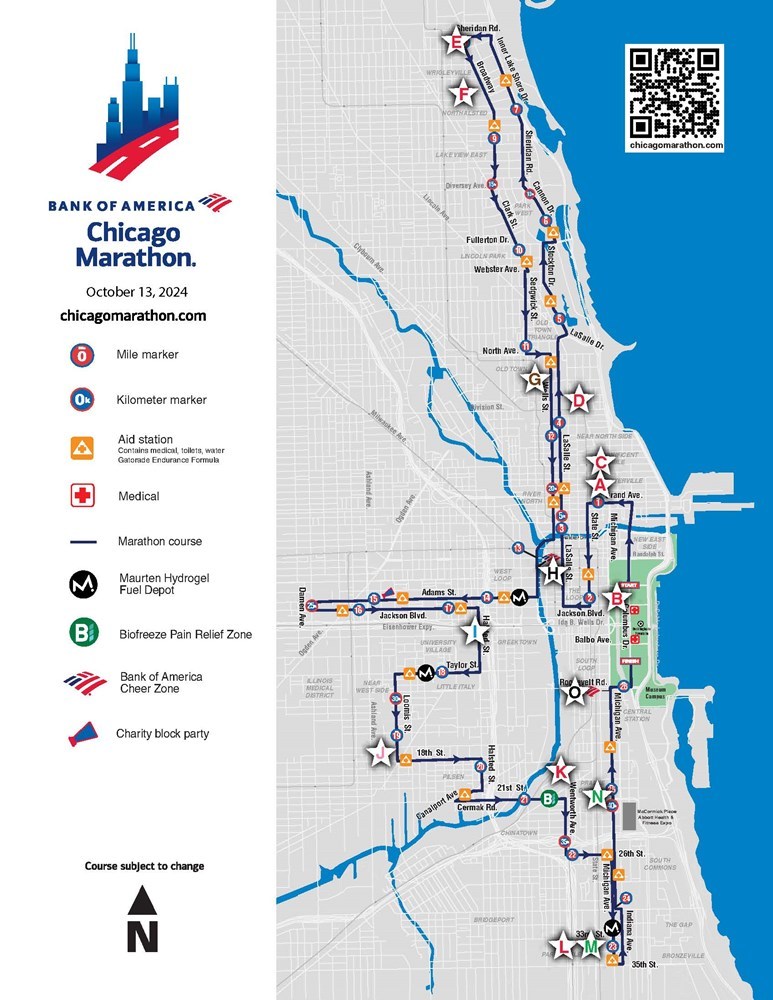 BANK OF AMERICA
Chicago
Marathon.
October 13, 2024
chicagomarathon.com
0
Mile marker
0k
Kilometer marker
Aid station
Contains medical, toilets, water
Gatorade Endurance Formula
Medical
Marathon course
M
Maurten Hydrogel
Fuel Depot
B
Biofreeze Pain Relief Zone
Bank of America
Cheer Zone
Charity block party
Course subject to change
N
chicagomarathon.com
Sheridan Rd.
E
Inner Lake Shore Dr.
Broadway
WRIGLEYVILLE
F
NORTHALSTED
7
LAKE VIEW EAST
Sheridan Rd.
Diversey Ave.
Cannon Dr.
PARK
WEST
Lincoln Ave.
Clark St.
Fullerton Dr.
LINCOLN PARK
Webster Ave.
Stockton Dr.
Clybourn Ave.
Sedgwick St.
OLD
TOWN
TRIANGLE
LaSalle Dr.
North Ave.
OLD TOWN
G
Wells St.
D
Division St.
Milwaukee Ave.
NEAR NORTH SIDE
LaSalle St.
C
A
Ashland Ave.
Ogden Ave.
RIVER
NORTH
State St.
Michigan Ave.
NEW EAST
SIDE
Randolph St.
LaSalle St.
H
WEST
LOOP
START
B
Adams St.
M
Damen Ave.
Jackson Blvd.
Jackson Blvd.
Ida B. Wells Dr.
Columbus Dr.
Eisenhower Expy.
Ogden Ave.
Balbo Ave.
I
UNIVERSITY
VILLAGE
GREEKTOWN
SOUTH
LOOP
FINISH
Taylor St.
M
LITTLE ITALY
ILLINOIS
MEDICAL
DISTRICT
NEAR
WEST SIDE
Loomis St.
Ashland Ave.
O
Museum
Campus
Michigan Ave.
CENTRAL
STATION
J
18th St.
Halsted St.
PILSEN
K
21st St.
Canalport Ave.
Cermak Rd.
B
Wentworth Ave.
N
McCormick Place
Abbott Health &
Fitness Expo
CHINATOWN
26th St.
State St.
Michigan Ave.
SOUTH
COMMONS
BRIDGEPORT
Indiana Ave.
THE GAP
M
L
M
BRONZEVILLE
35th St.